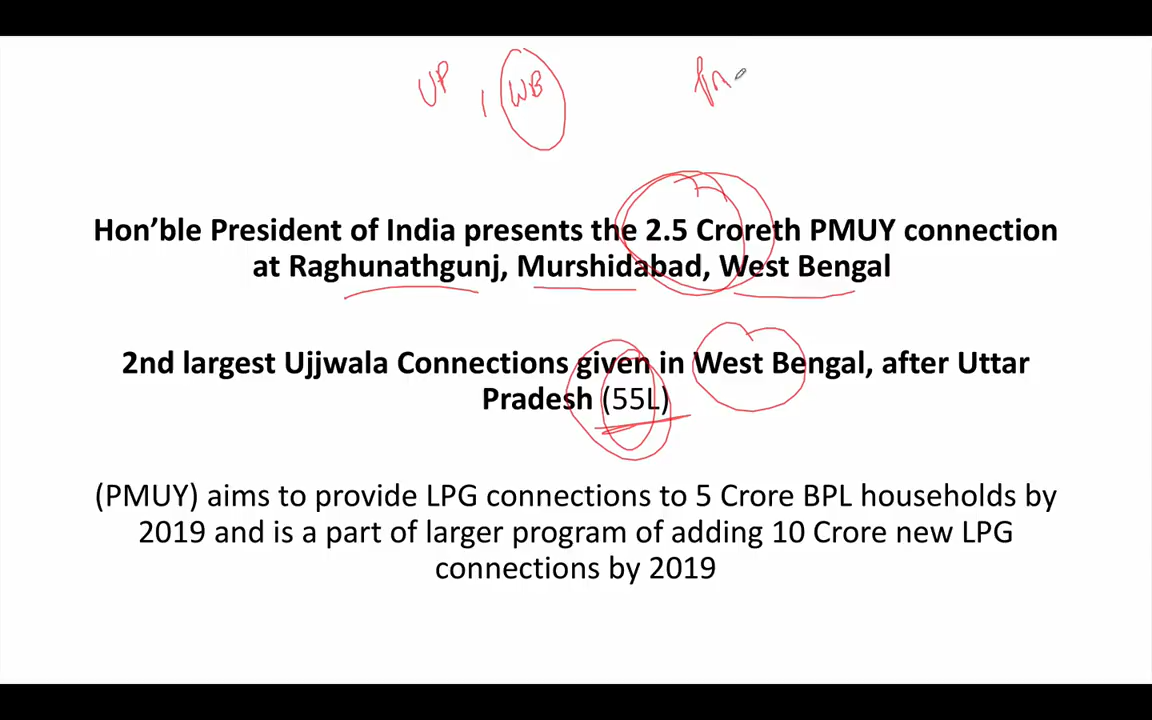 UP , WB
Hon’ble President of India presents the 2.5 Croreth PMUY connection
at Raghunathgunj, Murshidabad, West Bengal
2nd largest Ujjwala Connections given in West Bengal, after Uttar
Pradesh (55L)
(PMUY) aims to provide LPG connections to 5 Crore BPL households by
2019 and is a part of larger program of adding 10 Crore new LPG
connections by 2019